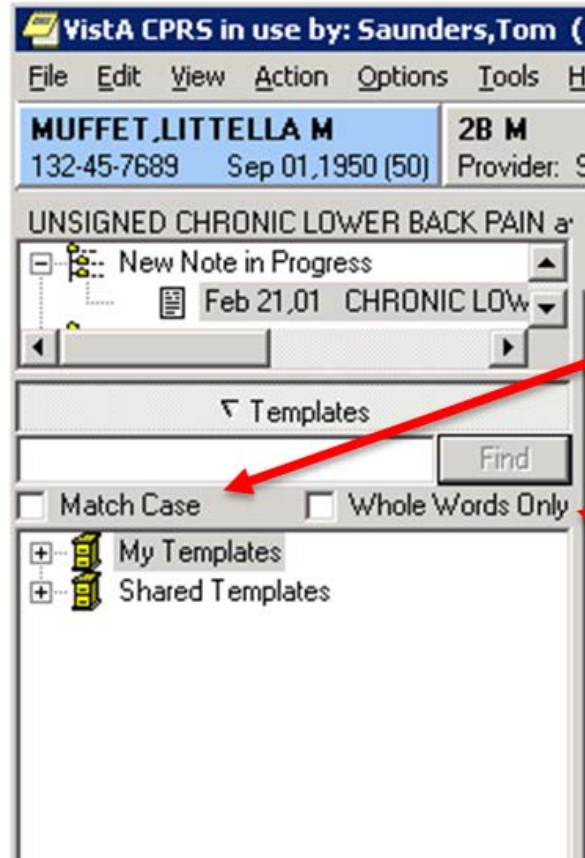 VistA CPRS in use by: Saunders,Tom (
File Edit View Action Options Tools H
MUFFET,LITTELLA M 2B M
132-45-7689 Sep 01,1950 (50) Provider: S
UNSIGNED CHRONIC LOWER BACK PAIN a
New Note in Progress
Feb 21,01 CHRONIC LOW
Templates
Find
Match Case Whole Words Only
My Templates
Shared Templates